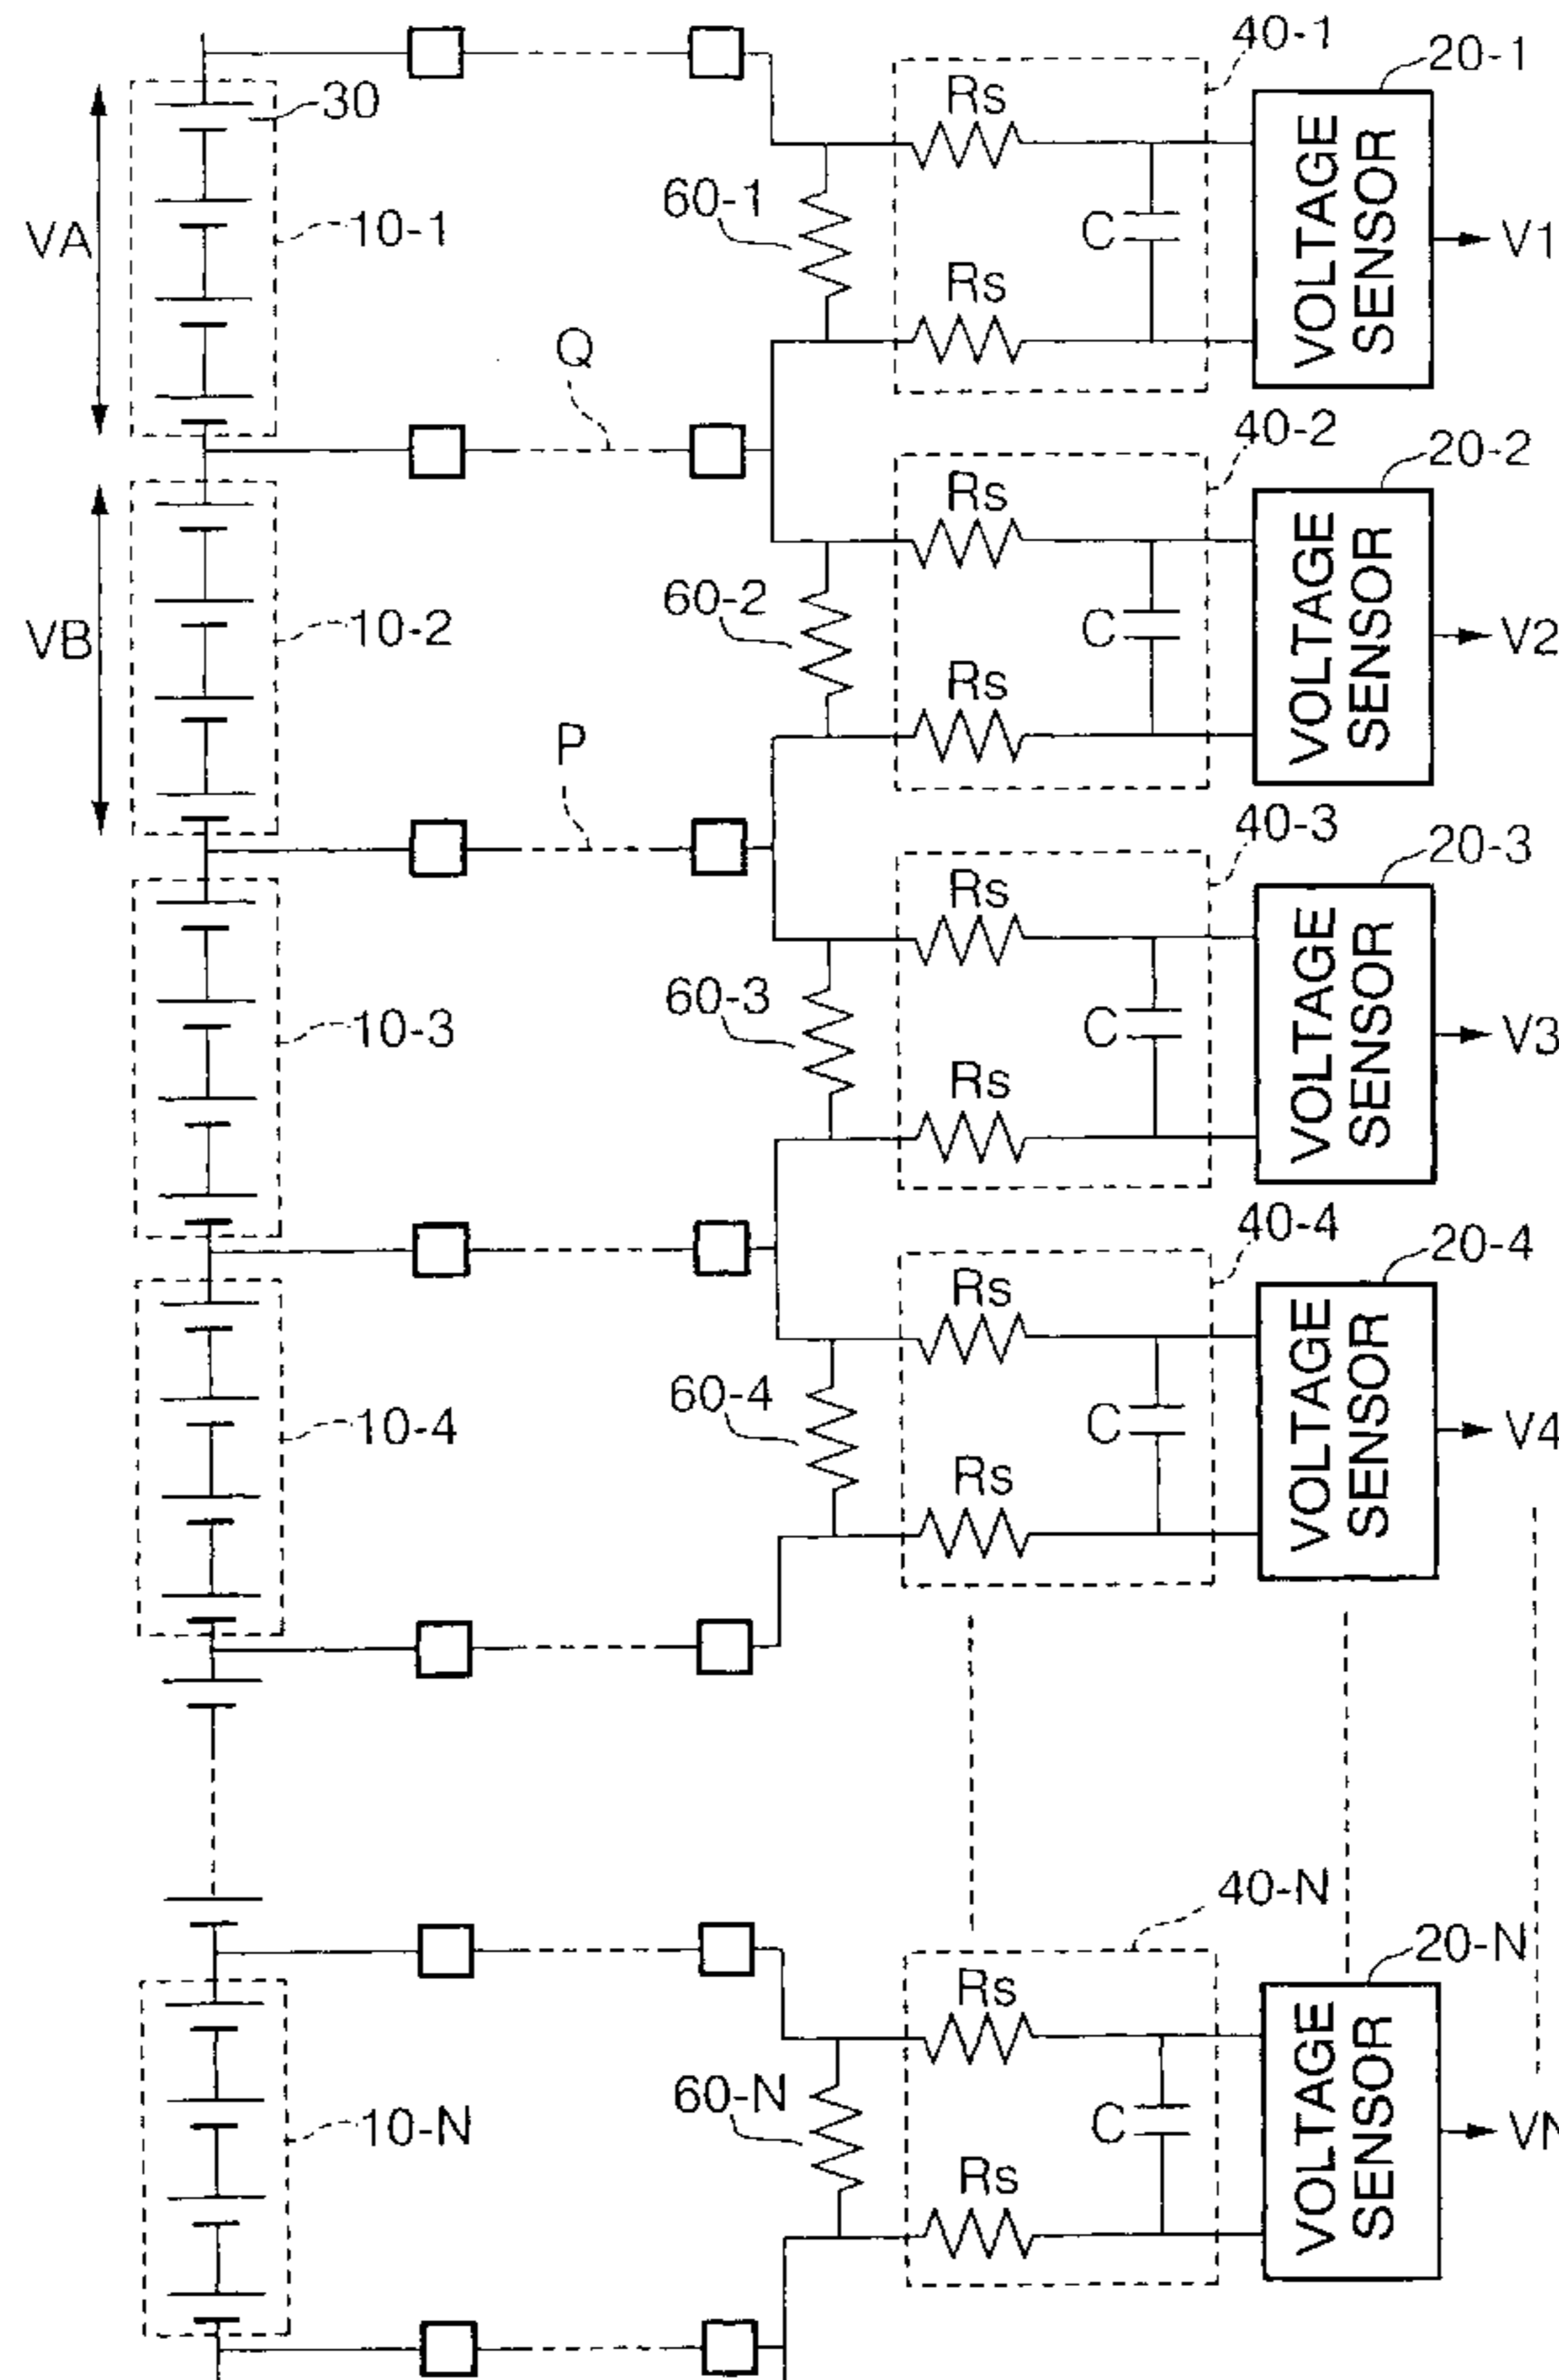 40-1
20-1
30
Rs
VOLTAGE
SENSOR
VA
10-1
60-1
C
V1
Rs
Q
40-2
20-2
Rs
VOLTAGE
SENSOR
VB
10-2
60-2
C
V2
Rs
P
40-3
20-3
Rs
VOLTAGE
SENSOR
10-3
60-3
C
V3
Rs
40-4
20-4
Rs
VOLTAGE
SENSOR
10-4
60-4
C
V4
Rs
40-N
20-N
Rs
VOLTAGE
SENSOR
10-N
60-N
C
VN
Rs